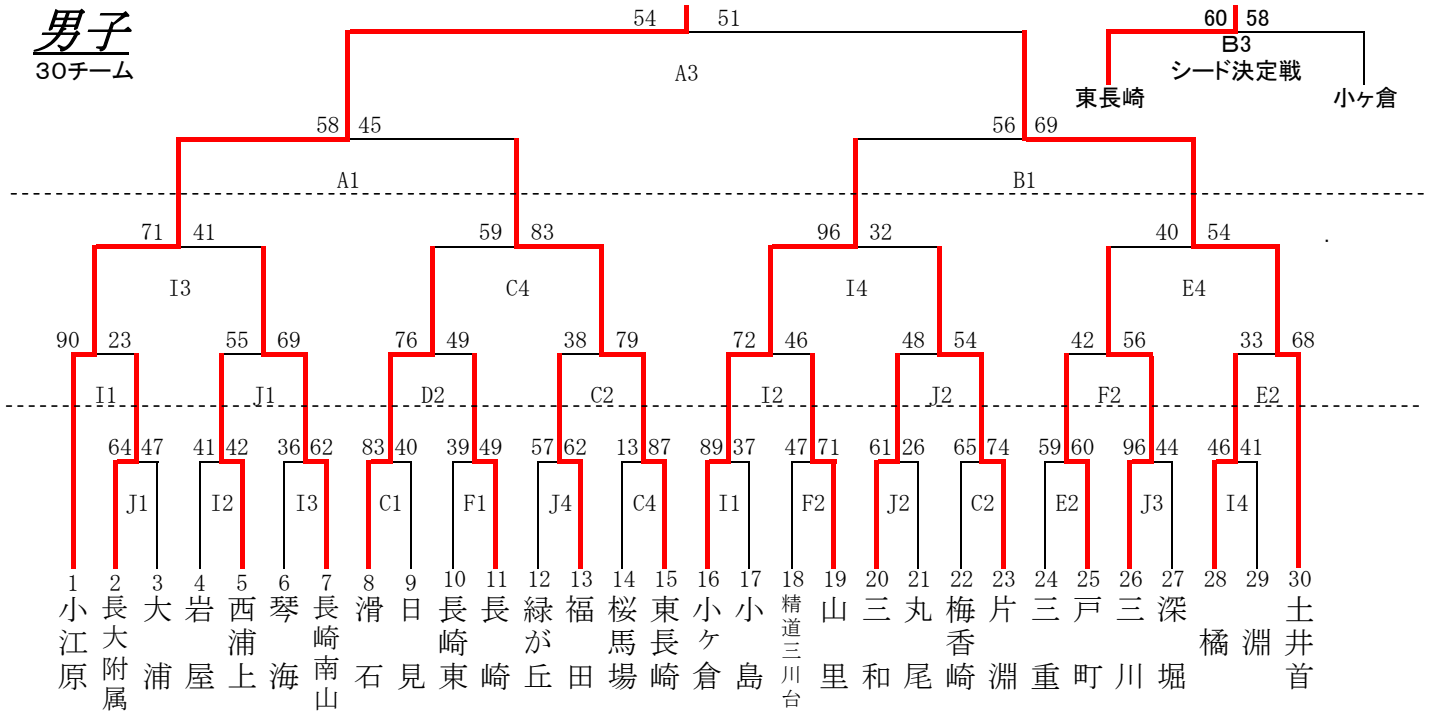 男子
30チーム
54 51
60 58
B3
シード決定戦
A3
東長崎 小ヶ倉
58 45 56 69
A1 B1
71 41 59 83 96 32 40 54
.
I3 C4 I4 E4
90 23 55 69 76 49 38 79 72 46 48 54 42 56 33 68
I1 J1 D2 C2 I2 J2 F2 E2
64 47 41 42 36 62 83 40 39 49 57 62 13 87 89 37 47 71 61 26 65 74 59 60 96 44 46 41
J1 I2 I3 C1 F1 J4 C4 I1 F2 J2 C2 E2 J3 I4
1 2 3 4 5 6 7 8 9 10 11 12 13 14 15 16 17 18 19 20 21 22 23 24 25 26 27 28 29 30
小江原
長大附属
大浦
岩屋
西浦上
琴海
長崎南山
滑石
日見
長崎東
長崎
緑が丘
福田
桜馬場
東長崎
小ケ倉
小島
精道三川台
山里
三和
丸尾
梅香崎
片淵
三重
戸町
三川
深堀
橘
淵
土井首